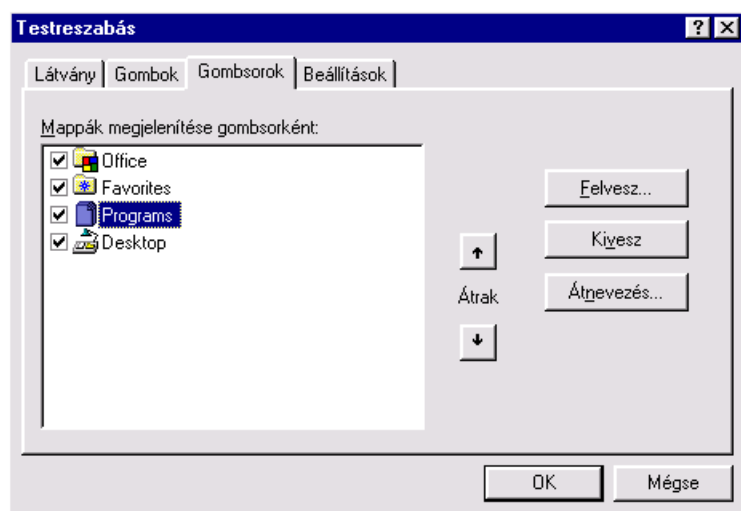 Testreszabás
Látvány Gombok Gombsorok Beállítások
Mappák megjelenítése gombsorként:
Office
Favorites
Programs
Desktop
Felvesz...
Kivesz
Átrak
Átnevezés...
OK Mégse